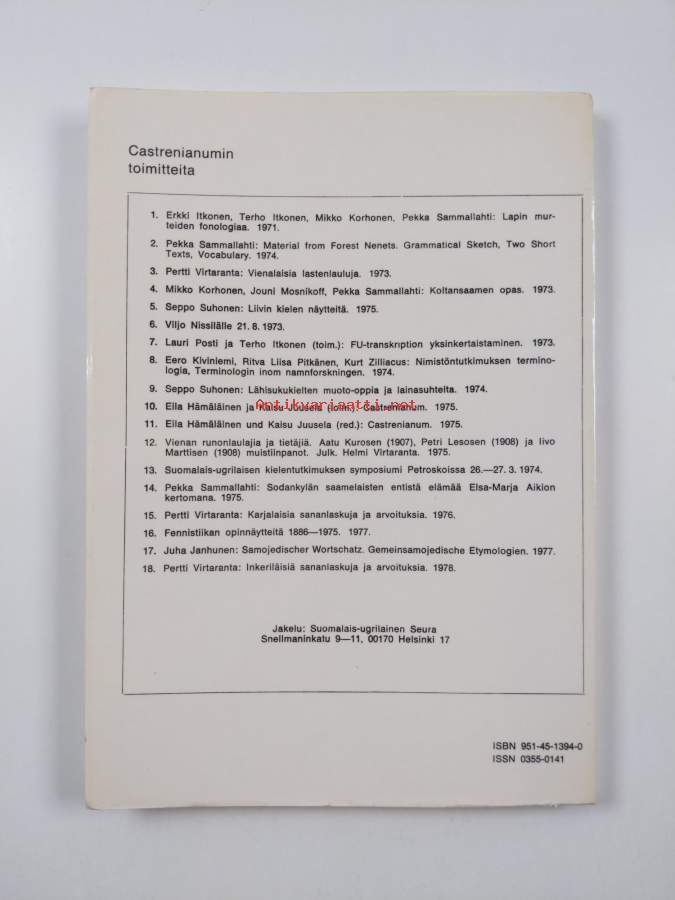 Castrenianumin
toimitteita
1. Erkki Itkonen, Terho Itkonen, Mikko Korhonen, Pekka Sammallahti: Lapin mur-
teiden fonologiaa. 1971.
2. Pekka Sammallahti: Material from Forest Nenets. Grammatical Sketch, Two Short
Texts, Vocabulary. 1974.
3. Pertti Virtaranta: Vienalaisia lastenlauluja. 1973.
4. Mikko Korhonen, Jouni Mosnikoff, Pekka Sammallahti: Koltansaamen opas. 1973.
5. Seppo Suhonen: Liivin kielen näytteitä. 1975.
6. Viljo Nissilälle 21. 8. 1973.
7. Lauri Posti ja Terho Itkonen (toim.): FU-transkription yksinkertaistaminen. 1973.
8. Eero Kiviniemi, Ritva Liisa Pitkänen, Kurt Zilliacus: Nimistöntutkimuksen termino-
logia, Terminologin inom namnforskningen. 1974.
9. Seppo Suhonen: Lähisukukielten muoto-oppia ja lainasuhteita. 1974.
10. Eila Hämäläinen ja Kaisu Juusela (toim.): Castrenianum. 1975.
Antikvariaatti.net
11. Eila Hämäläinen und Kaisu Juusela (red.): Castrenianum. 1975.
12. Vienan runonlaulajia ja tietäjiä. Aatu Kurosen (1907), Petri Lesosen (1908) ja Iivo
Marttisen (1908) muistiinpanot. Julk. Helmi Virtaranta. 1975.
13. Suomalais-ugrilaisen kielentutkimuksen symposiumi Petroskoissa 26.—27. 3. 1974.
14. Pekka Sammallahti: Sodankylän saamelaisten entistä elämää Elsa-Marja Aikion
kertomana. 1975.
15. Pertti Virtaranta: Karjalaisia sananlaskuja ja arvoituksia. 1976.
16. Fennistiikan opinnäytteitä 1886—1975. 1977.
17. Juha Janhunen: Samojedischer Wortschatz. Gemeinsamojedische Etymologien. 1977.
18. Pertti Virtaranta: Inkeriläisiä sananlaskuja ja arvoituksia. 1978.
Jakelu: Suomalais-ugrilainen Seura
Snellmaninkatu 9—11, 00170 Helsinki 17
ISBN 951-45-1394-0
ISSN 0355-0141